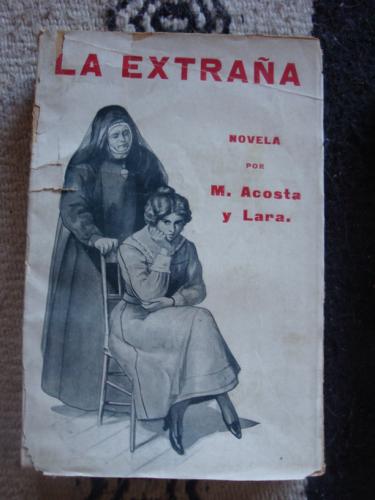 LA EXTRAÑA
NOVELA
POR
M. Acosta
y Lara.